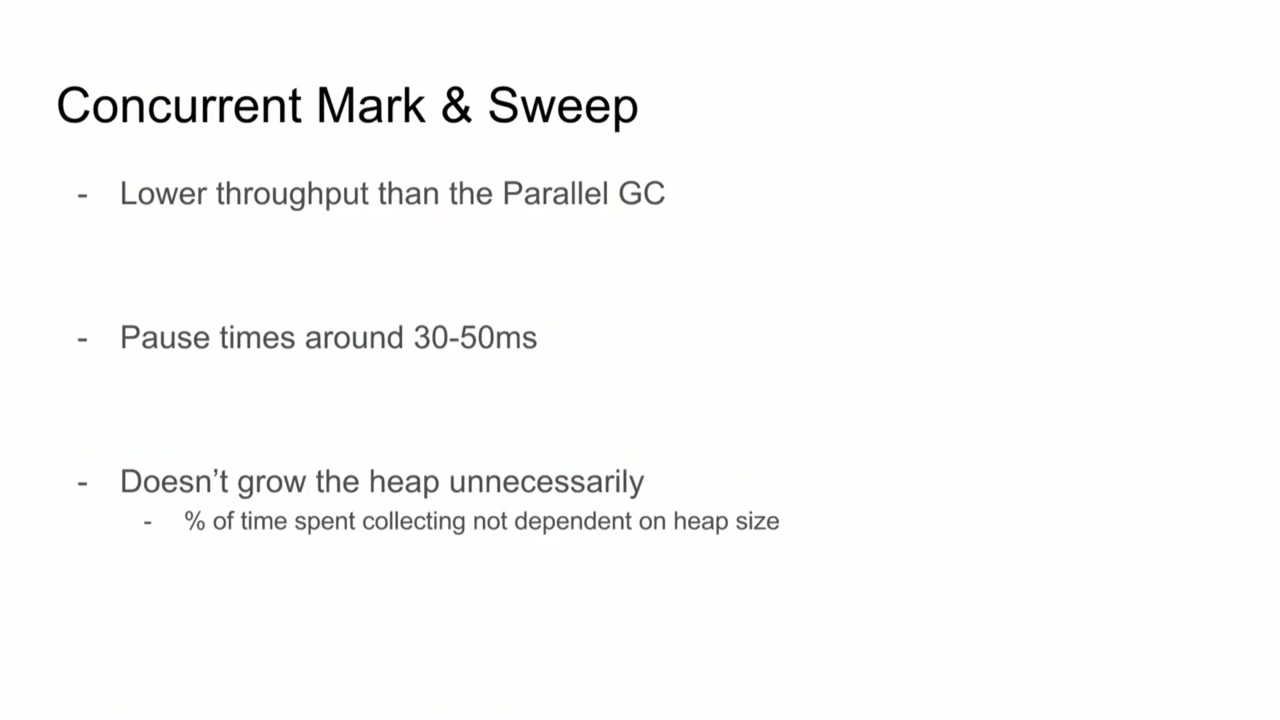 Concurrent Mark & Sweep
- Lower throughput than the Parallel GC
- Pause times around 30-50ms
- Doesn’t grow the heap unnecessarily
- % of time spent collecting not dependent on heap size